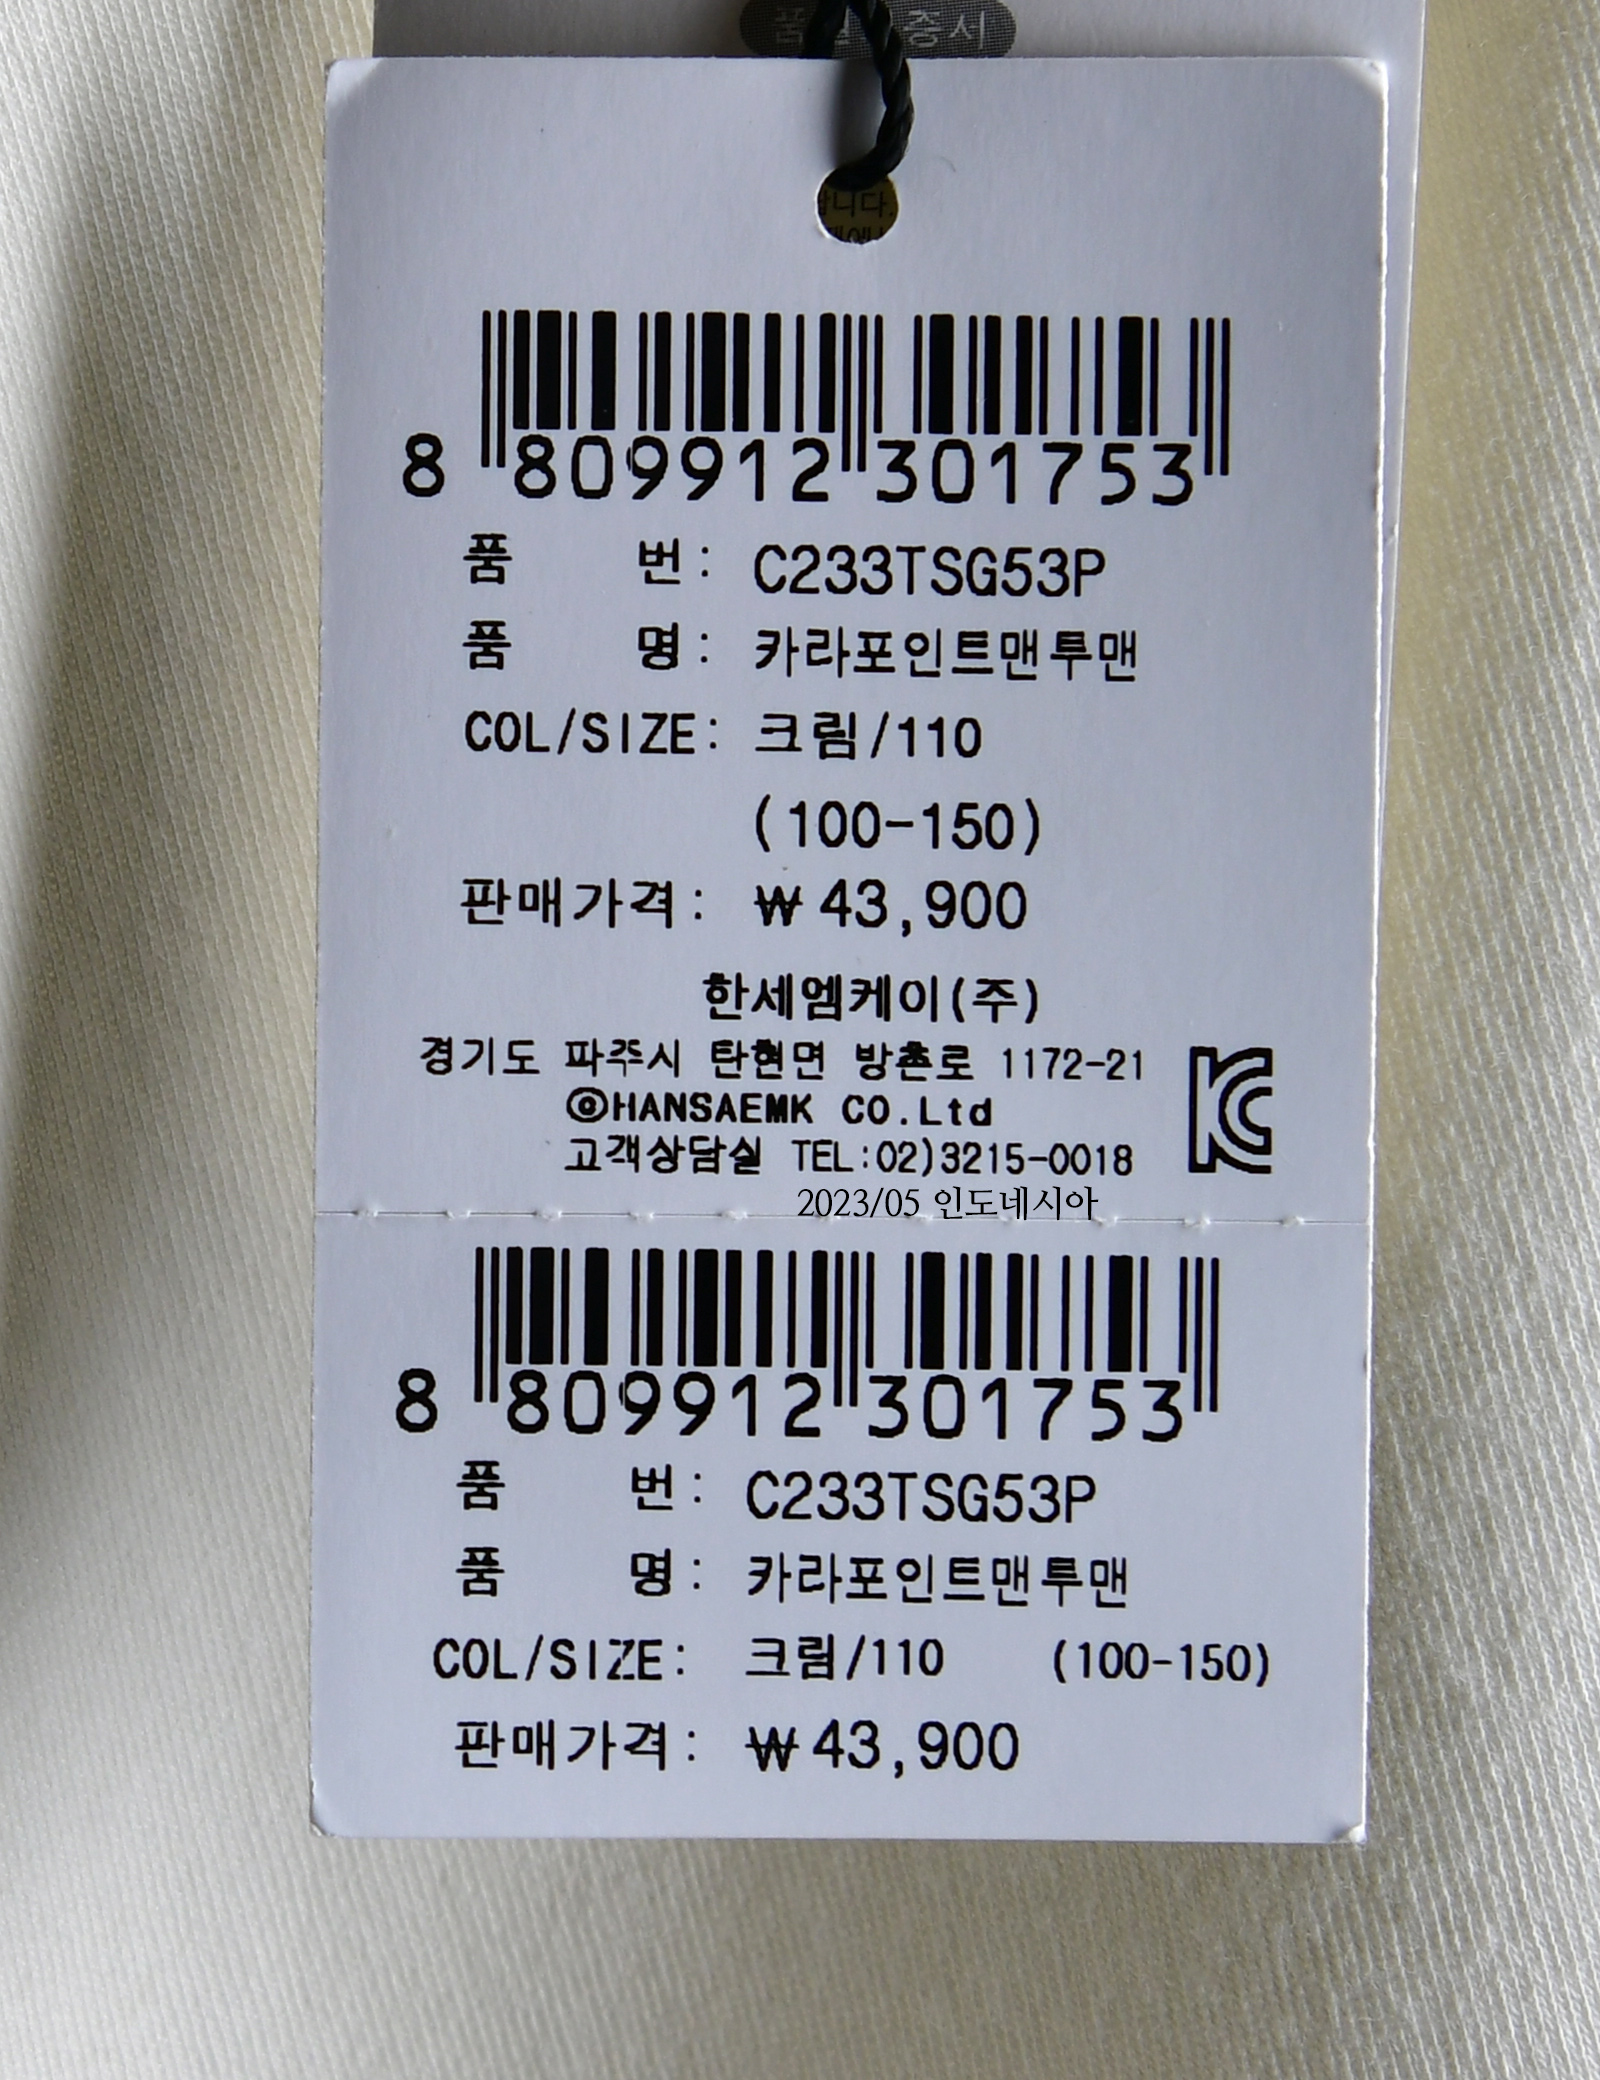 합니다.
8 809912 301753
품 번: C233TSG53P
품 명: 카라포인트맨투맨
COL/SIZE: 크림/110
(100-150)
판매가격: ₩43,900
한세엠케이(주)
경기도 파주시 탄현면 방촌로 1172-21
@HANSAEMK CO.Ltd
고객상담실 TEL:02)3215-0018
2023/05 인도네시아
8 809912 301753
품 번: C233TSG53P
품 명: 카라포인트맨투맨
COL/SIZE: 크림/110 (100-150)
판매가격: ₩43,900